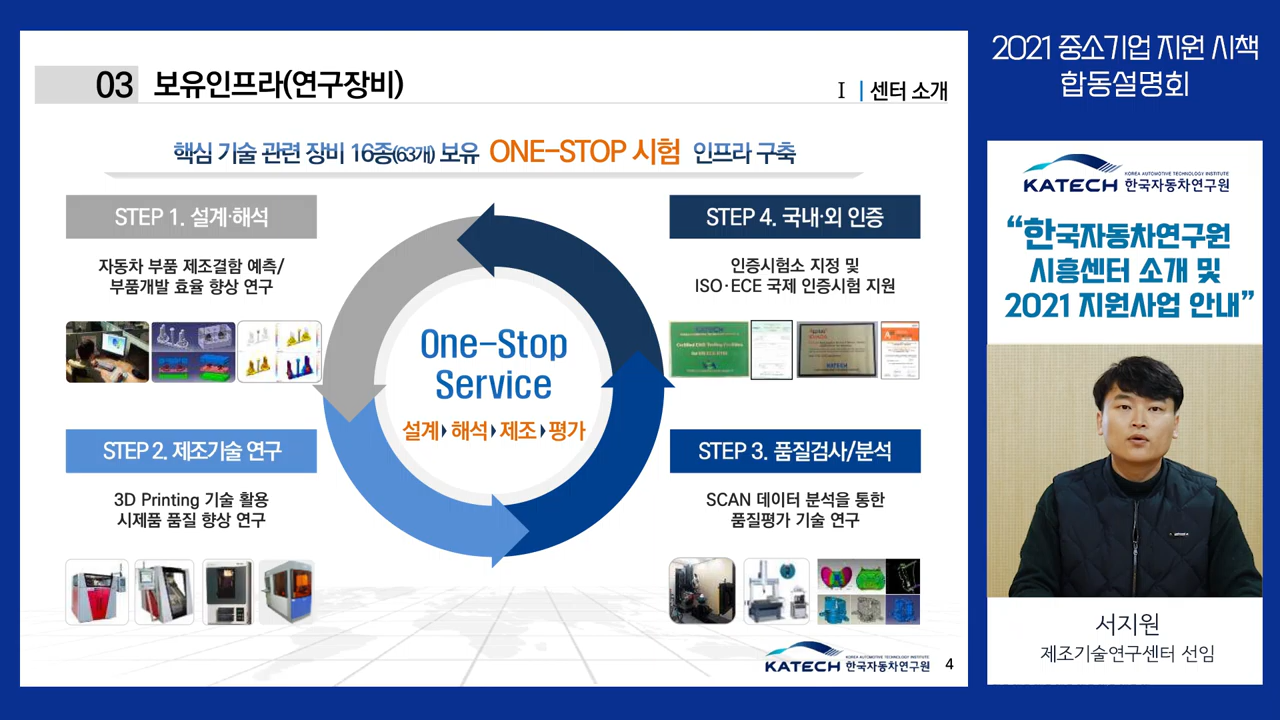 03 보유인프라(연구장비)
Ⅰ | 센터 소개
핵심 기술 관련 장비 16종(63개) 보유 ONE-STOP 시험 인프라 구축
STEP 1. 설계·해석
자동차 부품 제조결함 예측/
부품개발 효율 향상 연구
STEP 2. 제조기술 연구
3D Printing 기술 활용
시제품 품질 향상 연구
One-Stop
Service
설계 해석 제조 평가
STEP 4. 국내·외 인증
인증시험소 지정 및
ISO·ECE 국제 인증시험 지원
KATECH
STEP 3. 품질검사/분석
SCAN 데이터 분석을 통한
품질평가 기술 연구
KOREA AUTOMOTIVE TECHNOLOGY INSTITUTE
KATECH 한국자동차연구원
4
2021 중소기업 지원 시책
합동설명회
KOREA AUTOMOTIVE TECHNOLOGY INSTITUTE
KATECH 한국자동차연구원
“한국자동차연구원
시흥센터 소개 및
2021 지원사업 안내”
서지원
제조기술연구센터 선임